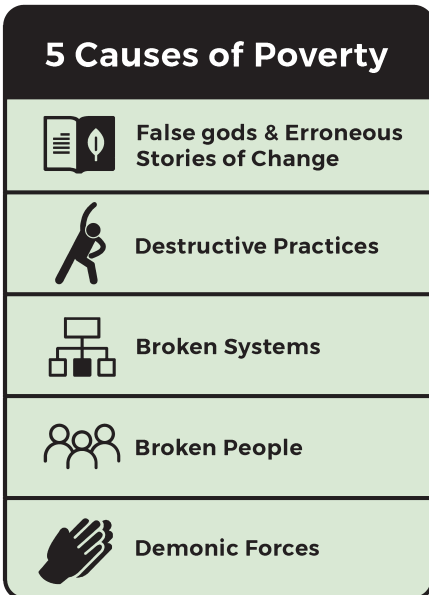 5 Causes of Poverty
False gods & Erroneous
Stories of Change
Destructive Practices
Broken Systems
Broken People
Demonic Forces